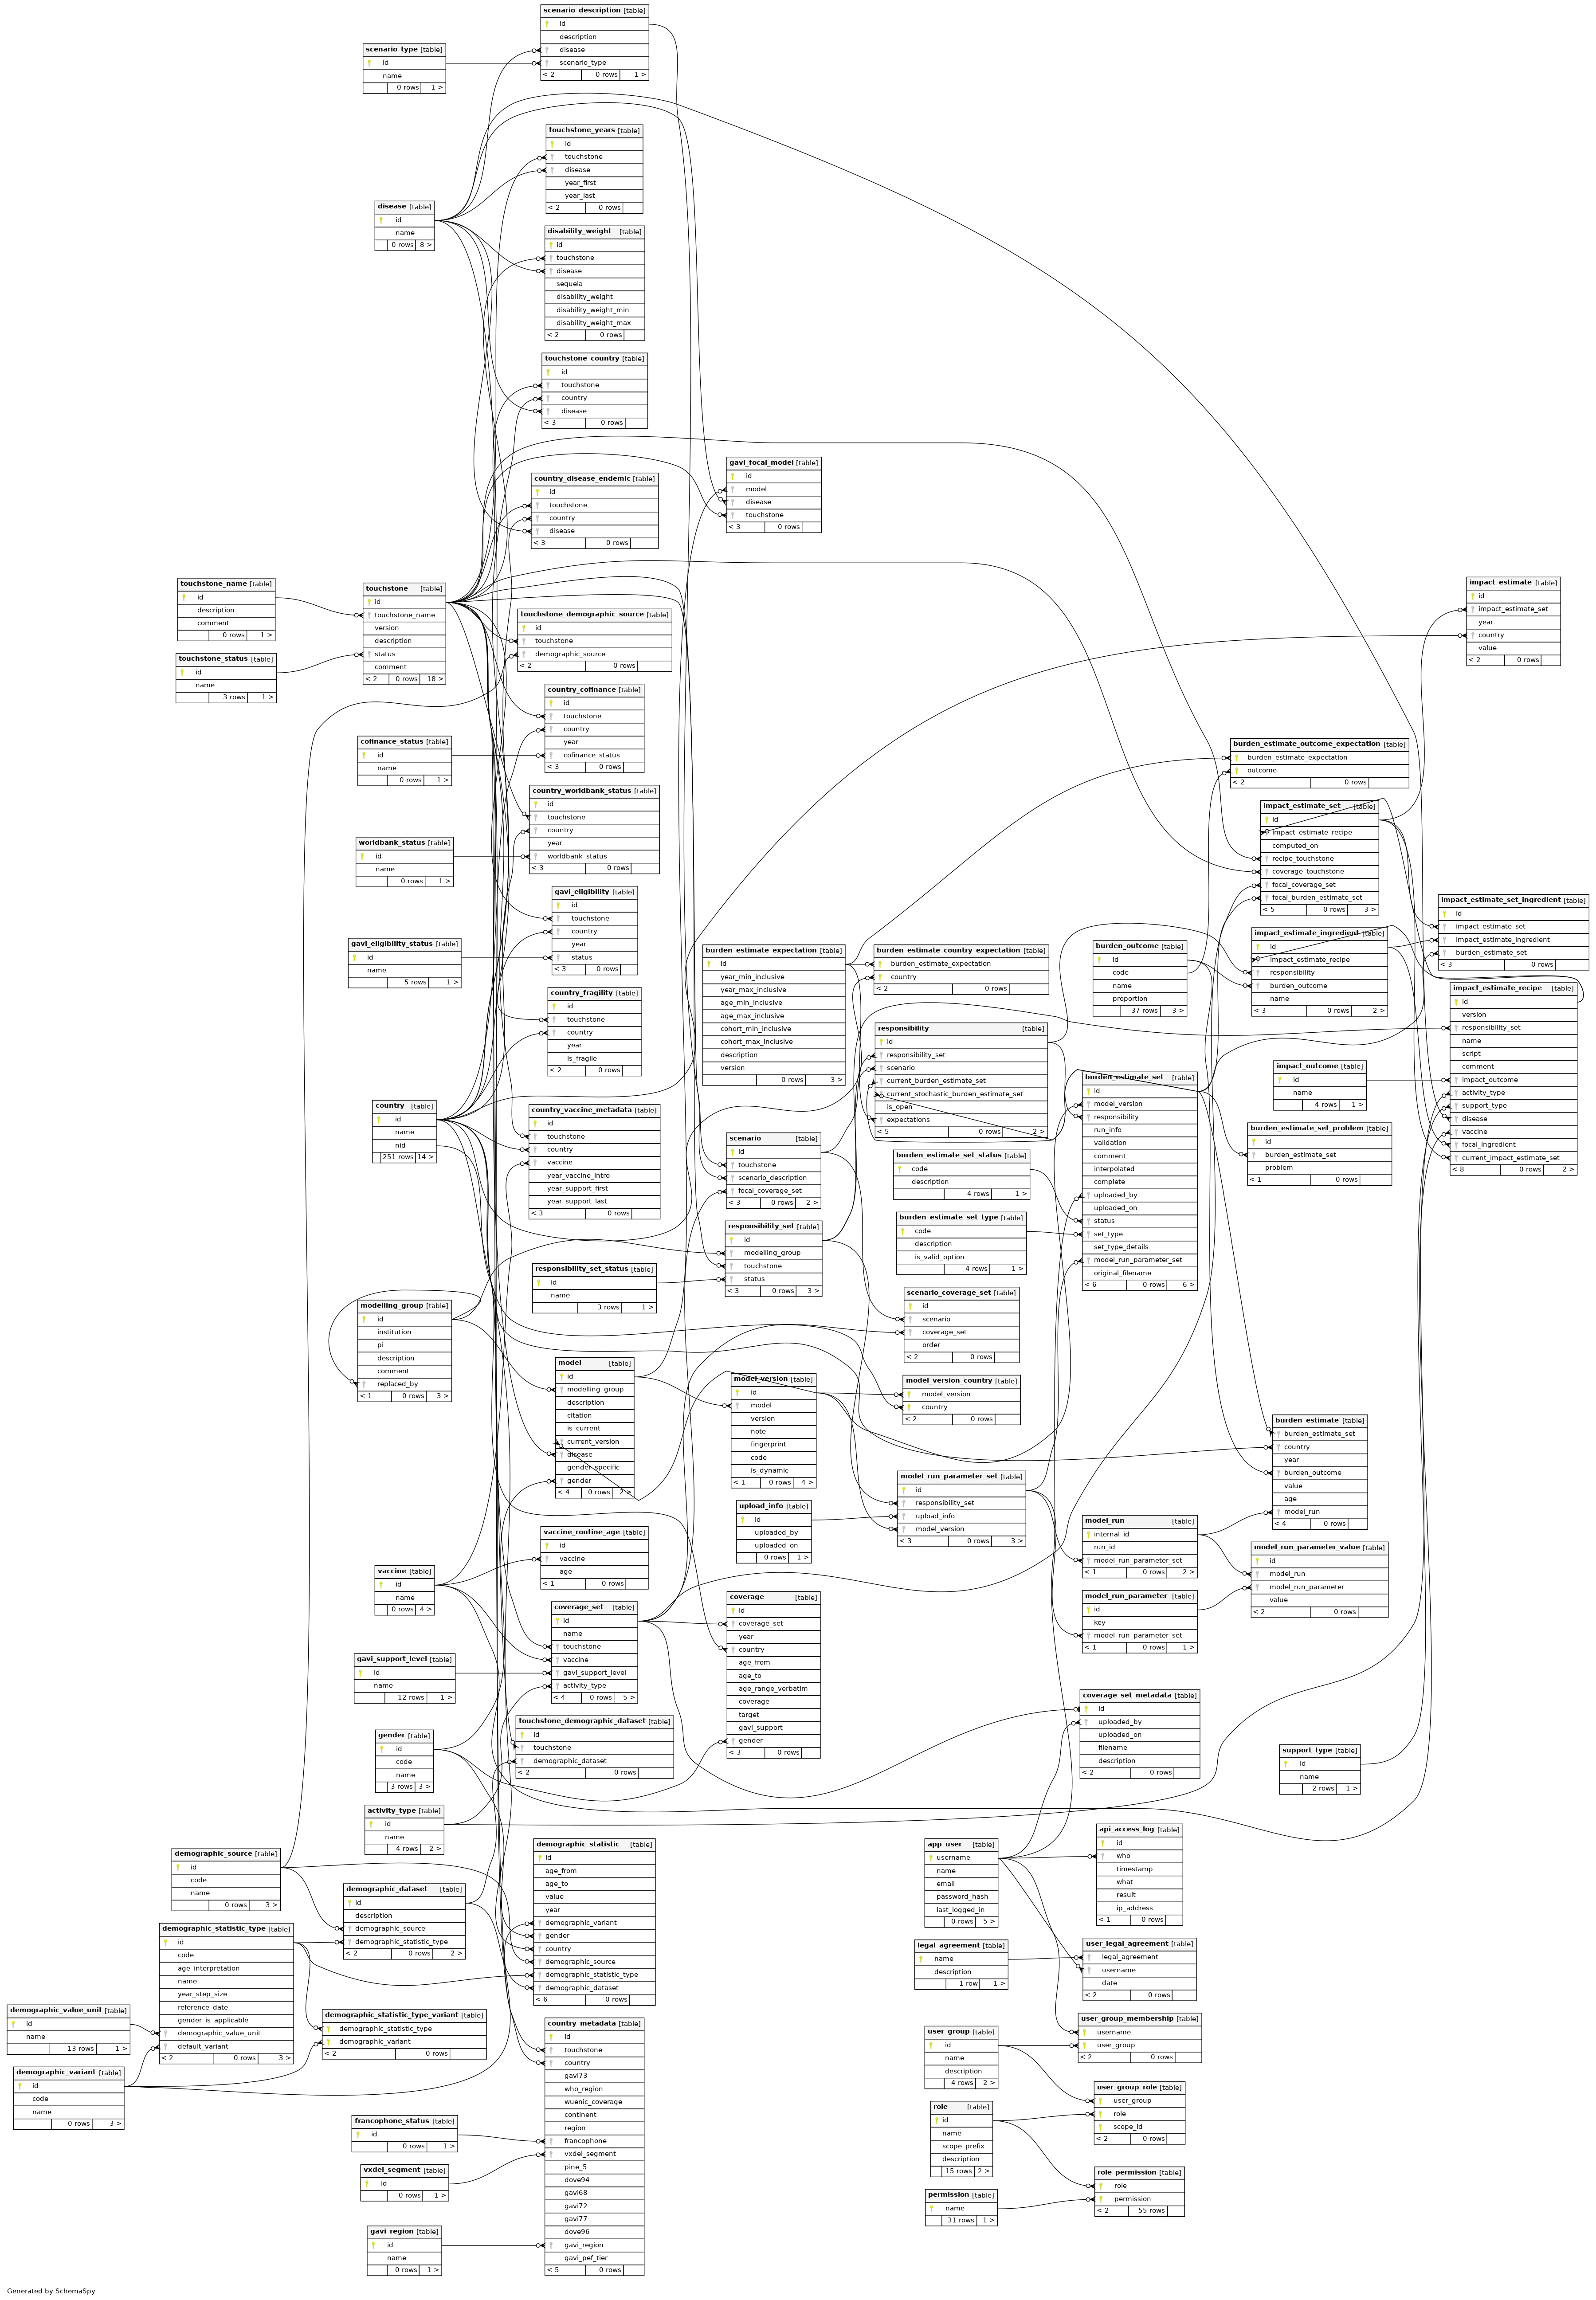 scenario_description [table]
id
description
disease
scenario_type
< 2 0 rows 1 >
scenario_type [table]
id
name
0 rows 1 >
touchstone_years [table]
id
touchstone
disease
year_first
year_last
< 2 0 rows
disease [table]
id
name
0 rows 8 >
disability_weight [table]
id
touchstone
disease
sequela
disability_weight
disability_weight_min
disability_weight_max
< 2 0 rows
touchstone_country [table]
id
touchstone
country
disease
< 3 0 rows
gavi_focal_model [table]
id
model
disease
touchstone
< 3 0 rows
country_disease_endemic [table]
id
touchstone
country
disease
< 3 0 rows
touchstone_name [table]
id
description
comment
0 rows 1 >
touchstone [table]
id
touchstone_name
version
description
status
comment
< 2 0 rows 18 >
touchstone_status [table]
id
name
3 rows 1 >
touchstone_demographic_source [table]
id
touchstone
demographic_source
< 2 0 rows
impact_estimate [table]
id
impact_estimate_set
year
country
value
< 2 0 rows
country_cofinance [table]
id
touchstone
country
year
cofinance_status
< 3 0 rows
cofinance_status [table]
id
name
0 rows 1 >
burden_estimate_outcome_expectation [table]
burden_estimate_expectation
outcome
< 2 0 rows
country_worldbank_status [table]
id
touchstone
country
year
worldbank_status
< 3 0 rows
worldbank_status [table]
id
name
0 rows 1 >
impact_estimate_set [table]
id
impact_estimate_recipe
computed_on
recipe_touchstone
coverage_touchstone
focal_coverage_set
focal_burden_estimate_set
< 5 0 rows 3 >
gavi_eligibility [table]
id
touchstone
country
year
status
< 3 0 rows
gavi_eligibility_status [table]
id
name
5 rows 1 >
impact_estimate_set_ingredient [table]
id
impact_estimate_set
impact_estimate_ingredient
burden_estimate_set
< 3 0 rows
burden_estimate_expectation [table]
id
year_min_inclusive
year_max_inclusive
age_min_inclusive
age_max_inclusive
cohort_min_inclusive
cohort_max_inclusive
description
version
0 rows 3 >
burden_estimate_country_expectation [table]
burden_estimate_expectation
country
< 2 0 rows
burden_outcome [table]
id
code
name
proportion
37 rows 3 >
impact_estimate_ingredient [table]
id
impact_estimate_recipe
responsibility
burden_outcome
name
< 3 0 rows 2 >
impact_estimate_recipe [table]
id
version
responsibility_set
name
script
comment
impact_outcome
activity_type
support_type
disease
vaccine
focal_ingredient
current_impact_estimate_set
< 8 0 rows 2 >
country_fragility [table]
id
touchstone
country
year
is_fragile
< 2 0 rows
responsibility [table]
id
responsibility_set
scenario
current_burden_estimate_set
current_stochastic_burden_estimate_set
is_open
expectations
< 5 0 rows 2 >
impact_outcome [table]
id
name
4 rows 1 >
burden_estimate_set [table]
id
model_version
responsibility
run_info
validation
comment
interpolated
complete
uploaded_by
uploaded_on
status
set_type
set_type_details
model_run_parameter_set
original_filename
< 6 0 rows 6 >
country [table]
id
name
nid
251 rows 14 >
country_vaccine_metadata [table]
id
touchstone
country
vaccine
year_vaccine_intro
year_support_first
year_support_last
< 3 0 rows
burden_estimate_set_problem [table]
id
burden_estimate_set
problem
< 1 0 rows
scenario [table]
id
touchstone
scenario_description
focal_coverage_set
< 3 0 rows 2 >
burden_estimate_set_status [table]
code
description
4 rows 1 >
burden_estimate_set_type [table]
code
description
is_valid_option
4 rows 1 >
responsibility_set [table]
id
modelling_group
touchstone
status
< 3 0 rows 3 >
responsibility_set_status [table]
id
name
3 rows 1 >
scenario_coverage_set [table]
id
scenario
coverage_set
order
< 2 0 rows
modelling_group [table]
id
institution
pi
description
comment
replaced_by
< 1 0 rows 3 >
model [table]
id
modelling_group
description
citation
is_current
current_version
disease
gender_specific
gender
< 4 0 rows 2 >
model_version [table]
id
model
version
note
fingerprint
code
is_dynamic
< 1 0 rows 4 >
model_version_country [table]
model_version
country
< 2 0 rows
burden_estimate [table]
burden_estimate_set
country
year
burden_outcome
value
age
model_run
< 4 0 rows
model_run_parameter_set [table]
id
responsibility_set
upload_info
model_version
< 3 0 rows 3 >
upload_info [table]
id
uploaded_by
uploaded_on
0 rows 1 >
model_run [table]
internal_id
run_id
model_run_parameter_set
< 1 0 rows 2 >
vaccine_routine_age [table]
id
vaccine
age
< 1 0 rows
model_run_parameter_value [table]
id
model_run
model_run_parameter
value
< 2 0 rows
vaccine [table]
id
name
0 rows 4 >
model_run_parameter [table]
id
key
model_run_parameter_set
< 1 0 rows 1 >
coverage_set [table]
id
name
touchstone
vaccine
gavi_support_level
activity_type
< 4 0 rows 5 >
coverage [table]
id
coverage_set
year
country
age_from
age_to
age_range_verbatim
coverage
target
gavi_support
gender
< 3 0 rows
gavi_support_level [table]
id
name
12 rows 1 >
coverage_set_metadata [table]
id
uploaded_by
uploaded_on
filename
description
< 2 0 rows
touchstone_demographic_dataset [table]
id
touchstone
demographic_dataset
< 2 0 rows
gender [table]
id
code
name
3 rows 3 >
support_type [table]
id
name
2 rows 1 >
activity_type [table]
id
name
4 rows 2 >
api_access_log [table]
id
who
timestamp
what
result
ip_address
< 1 0 rows
demographic_statistic [table]
id
age_from
age_to
value
year
demographic_variant
gender
country
demographic_source
demographic_statistic_type
demographic_dataset
< 6 0 rows
app_user [table]
username
name
email
password_hash
last_logged_in
0 rows 5 >
demographic_source [table]
id
code
name
0 rows 3 >
demographic_dataset [table]
id
description
demographic_source
demographic_statistic_type
< 2 0 rows 2 >
demographic_statistic_type [table]
id
code
age_interpretation
name
year_step_size
reference_date
gender_is_applicable
demographic_value_unit
default_variant
< 2 0 rows 3 >
legal_agreement [table]
name
description
1 row 1 >
user_legal_agreement [table]
legal_agreement
username
date
< 2 0 rows
demographic_value_unit [table]
id
name
13 rows 1 >
demographic_statistic_type_variant [table]
demographic_statistic_type
demographic_variant
< 2 0 rows
country_metadata [table]
id
touchstone
country
gavi73
who_region
wuenic_coverage
continent
region
francophone
vxdel_segment
pine_5
dove94
gavi68
gavi72
gavi77
dove96
gavi_region
gavi_pef_tier
< 5 0 rows
user_group_membership [table]
username
user_group
< 2 0 rows
user_group [table]
id
name
description
4 rows 2 >
demographic_variant [table]
id
code
name
0 rows 3 >
user_group_role [table]
user_group
role
scope_id
< 2 0 rows
role [table]
id
name
scope_prefix
description
15 rows 2 >
francophone_status [table]
id
0 rows 1 >
vxdel_segment [table]
id
0 rows 1 >
role_permission [table]
role
permission
< 2 55 rows
permission [table]
name
31 rows 1 >
gavi_region [table]
id
name
0 rows 1 >
Generated by SchemaSpy